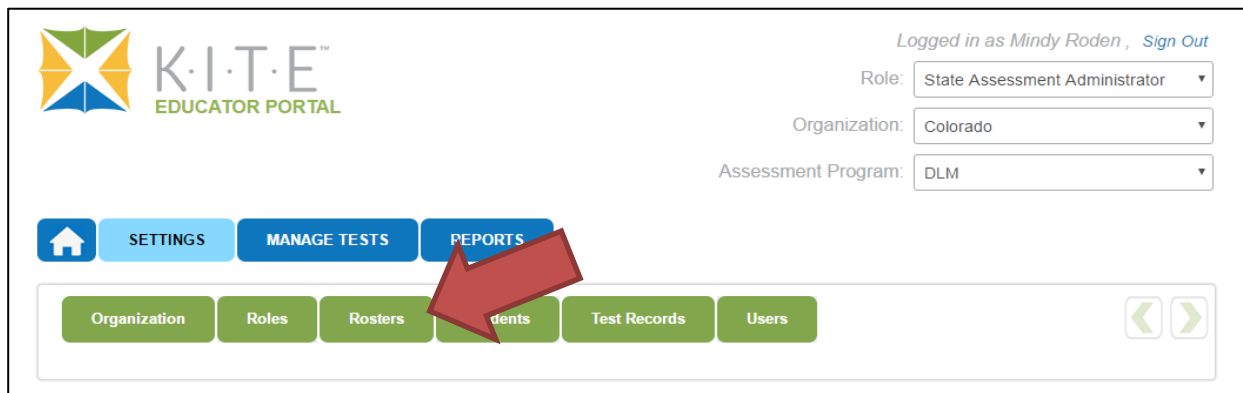 Logged in as Mindy Roden , Sign Out
K·I·T·E™
EDUCATOR PORTAL
Role: State Assessment Administrator
Organization: Colorado
Assessment Program: DLM
SETTINGS MANAGE TESTS REPORTS
Organization Roles Rosters Test Records Users